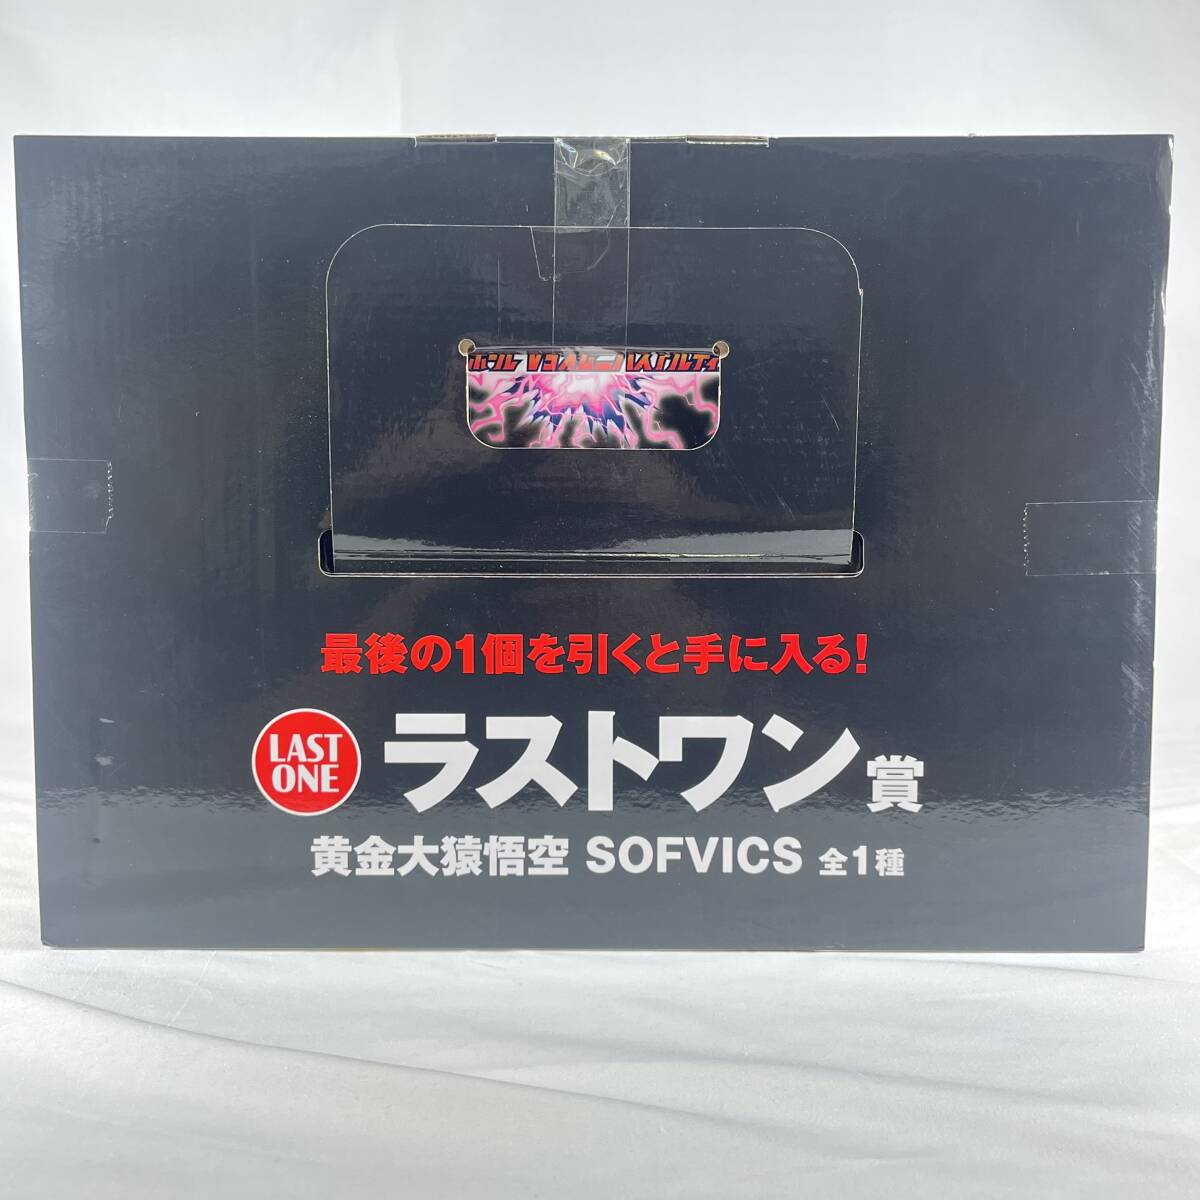 最後の1個を引くと手に入る!
LAST
ONE
ラストワン賞
黄金大猿悟空 SOFVICS 全1種